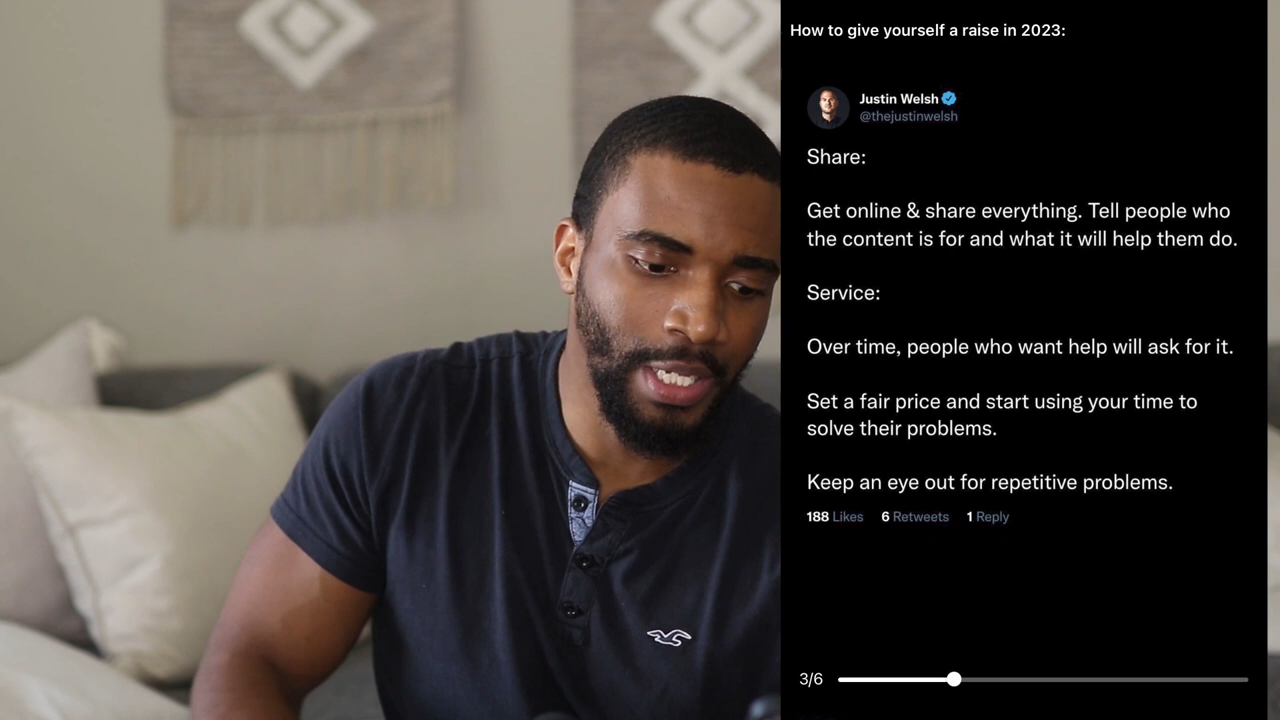 How to give yourself a raise in 2023:
Justin Welsh
@thejustinwelsh
Share:
Get online & share everything. Tell people who
the content is for and what it will help them do.
Service:
Over time, people who want help will ask for it.
Set a fair price and start using your time to
solve their problems.
Keep an eye out for repetitive problems.
188 Likes 6 Retweets 1 Reply
3/6